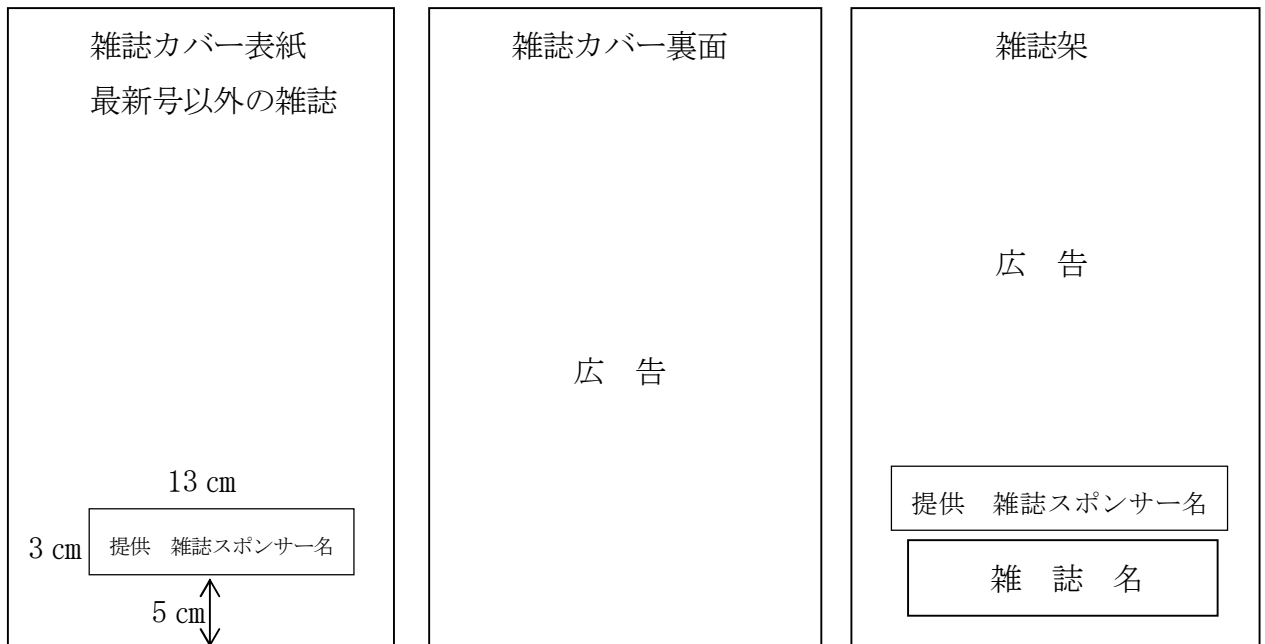 雑誌カバー表紙
最新号以外の雑誌
13 ㎝
3 ㎝
提供　雑誌スポンサー名
5 ㎝
雑誌カバー裏面
広　告
雑誌架
広　告
提供　雑誌スポンサー名
雑　誌　名